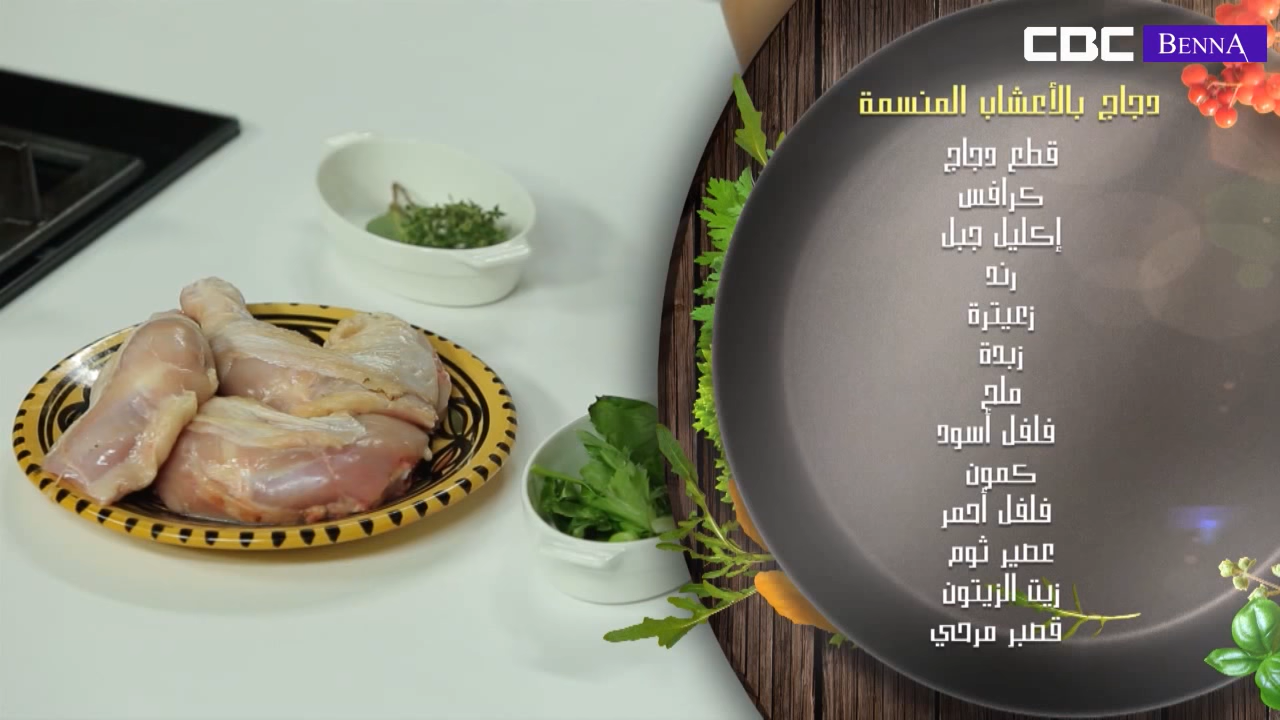 CBC BENNA
دجاج بالأعشاب المنسمة
قطع دجاج
كرافس
إكليل جبل
رند
زعيترة
زبدة
ملح
فلفل أسود
كمون
فلفل أحمر
عصير ثوم
زيت الزيتون
قصبر مرحي